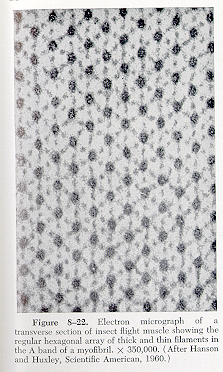 Figure 8–22. Electron micrograph of a
transverse section of insect flight muscle showing the
regular hexagonal array of thick and thin filaments in
the A band of a myofibril. × 350,000. (After Hanson
and Huxley, Scientific American, 1960.)